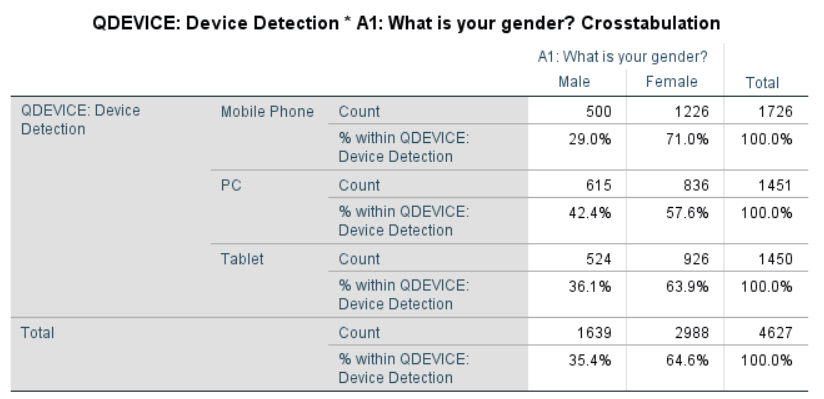 QDEVICE: Device Detection * A1: What is your gender? Crosstabulation
A1: What is your gender?
Male Female Total
QDEVICE: Device Detection Mobile Phone Count 500 1226 1726
% within QDEVICE: Device Detection 29.0% 71.0% 100.0%
PC Count 615 836 1451
% within QDEVICE: Device Detection 42.4% 57.6% 100.0%
Tablet Count 524 926 1450
% within QDEVICE: Device Detection 36.1% 63.9% 100.0%
Total Count 1639 2988 4627
% within QDEVICE: Device Detection 35.4% 64.6% 100.0%